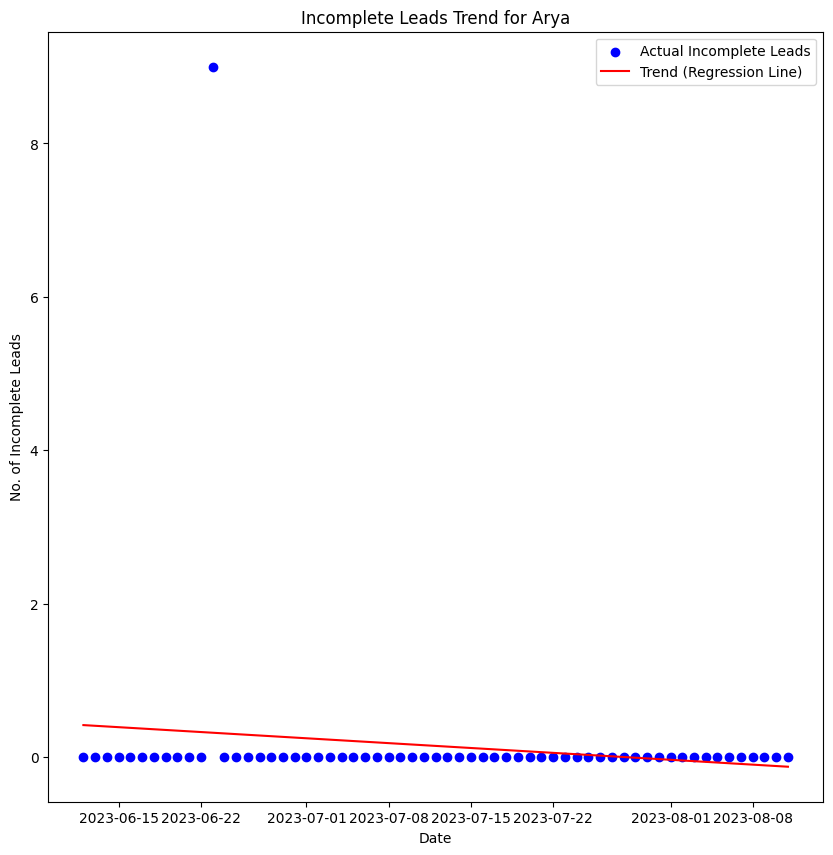 Incomplete Leads Trend for Arya
Actual Incomplete Leads
Trend (Regression Line)
No. of Incomplete Leads
8
6
4
2
0
2023-06-15 2023-06-22 2023-07-01 2023-07-08 2023-07-15 2023-07-22 2023-08-01 2023-08-08
Date